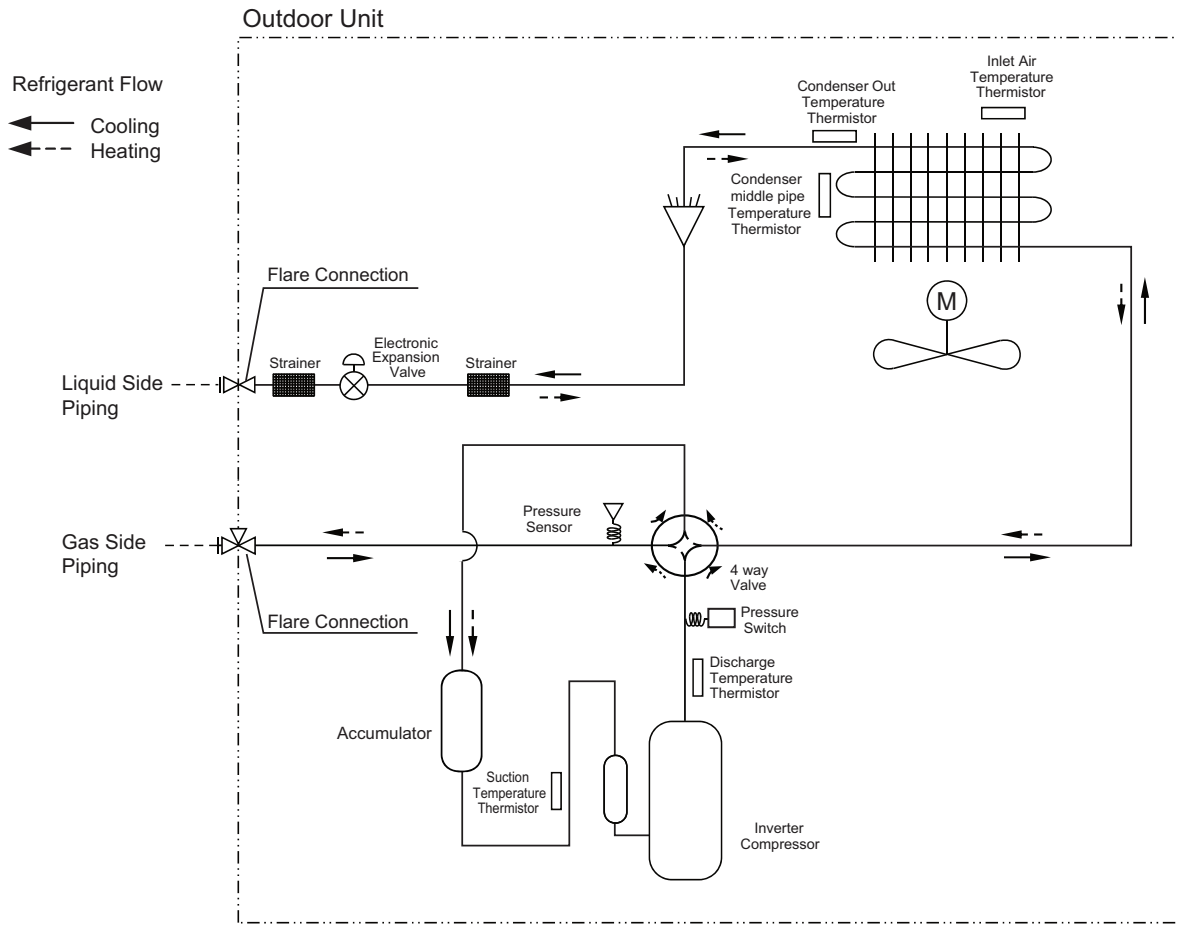 Outdoor Unit
Refrigerant Flow
Cooling
Heating
Inlet Air
Temperature
Thermistor
Condenser Out
Temperature
Thermistor
Condenser
middle pipe
Temperature
Thermistor
M
Flare Connection
Strainer
Electronic
Expansion
Valve
Strainer
Liquid Side
Piping
Pressure
Sensor
Gas Side
Piping
4 way
Valve
Flare Connection
Pressure
Switch
Discharge
Temperature
Thermistor
Accumulator
Suction
Temperature
Thermistor
Inverter
Compressor